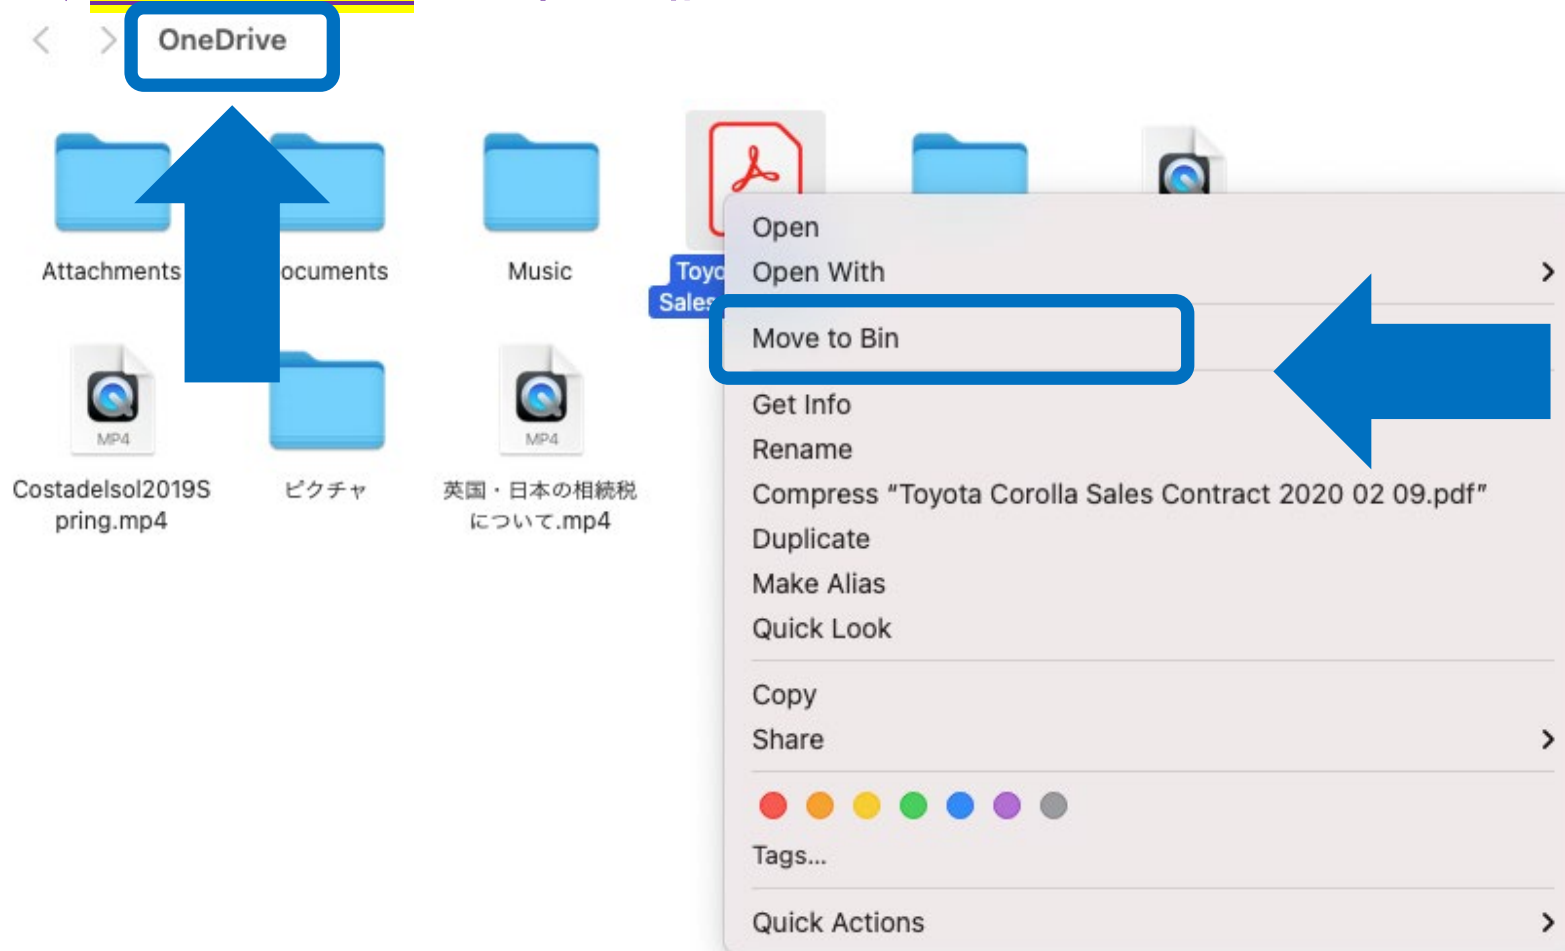 OneDrive
Attachments
ocuments
Music
Toyo
Sales
MP4
MP4
Costadelsol2019S
pring.mp4
ピクチャ
英国・日本の相続税
について.mp4
Open
Open With
Move to Bin
Get Info
Rename
Compress “Toyota Corolla Sales Contract 2020 02 09.pdf”
Duplicate
Make Alias
Quick Look
Copy
Share
Tags...
Quick Actions